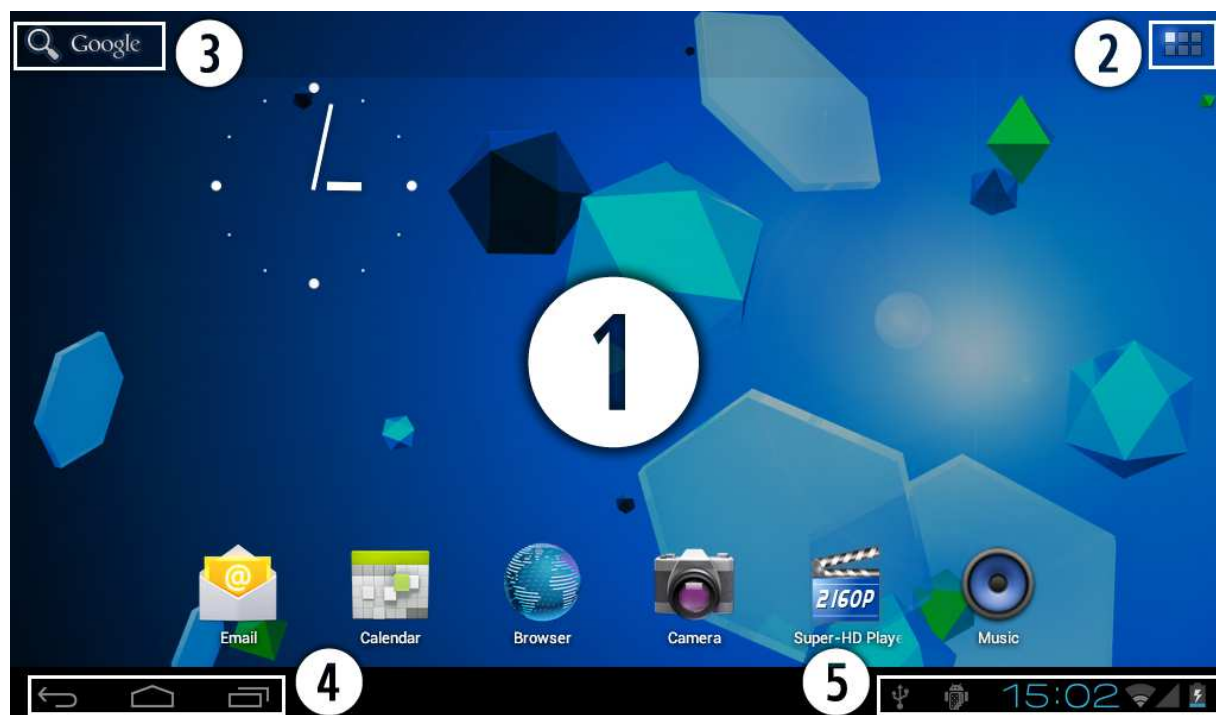 Google
3
2
1
@
2160P
Email
Calendar
Browser
Camera
Super-HD Playe
Music
4
5
15:02